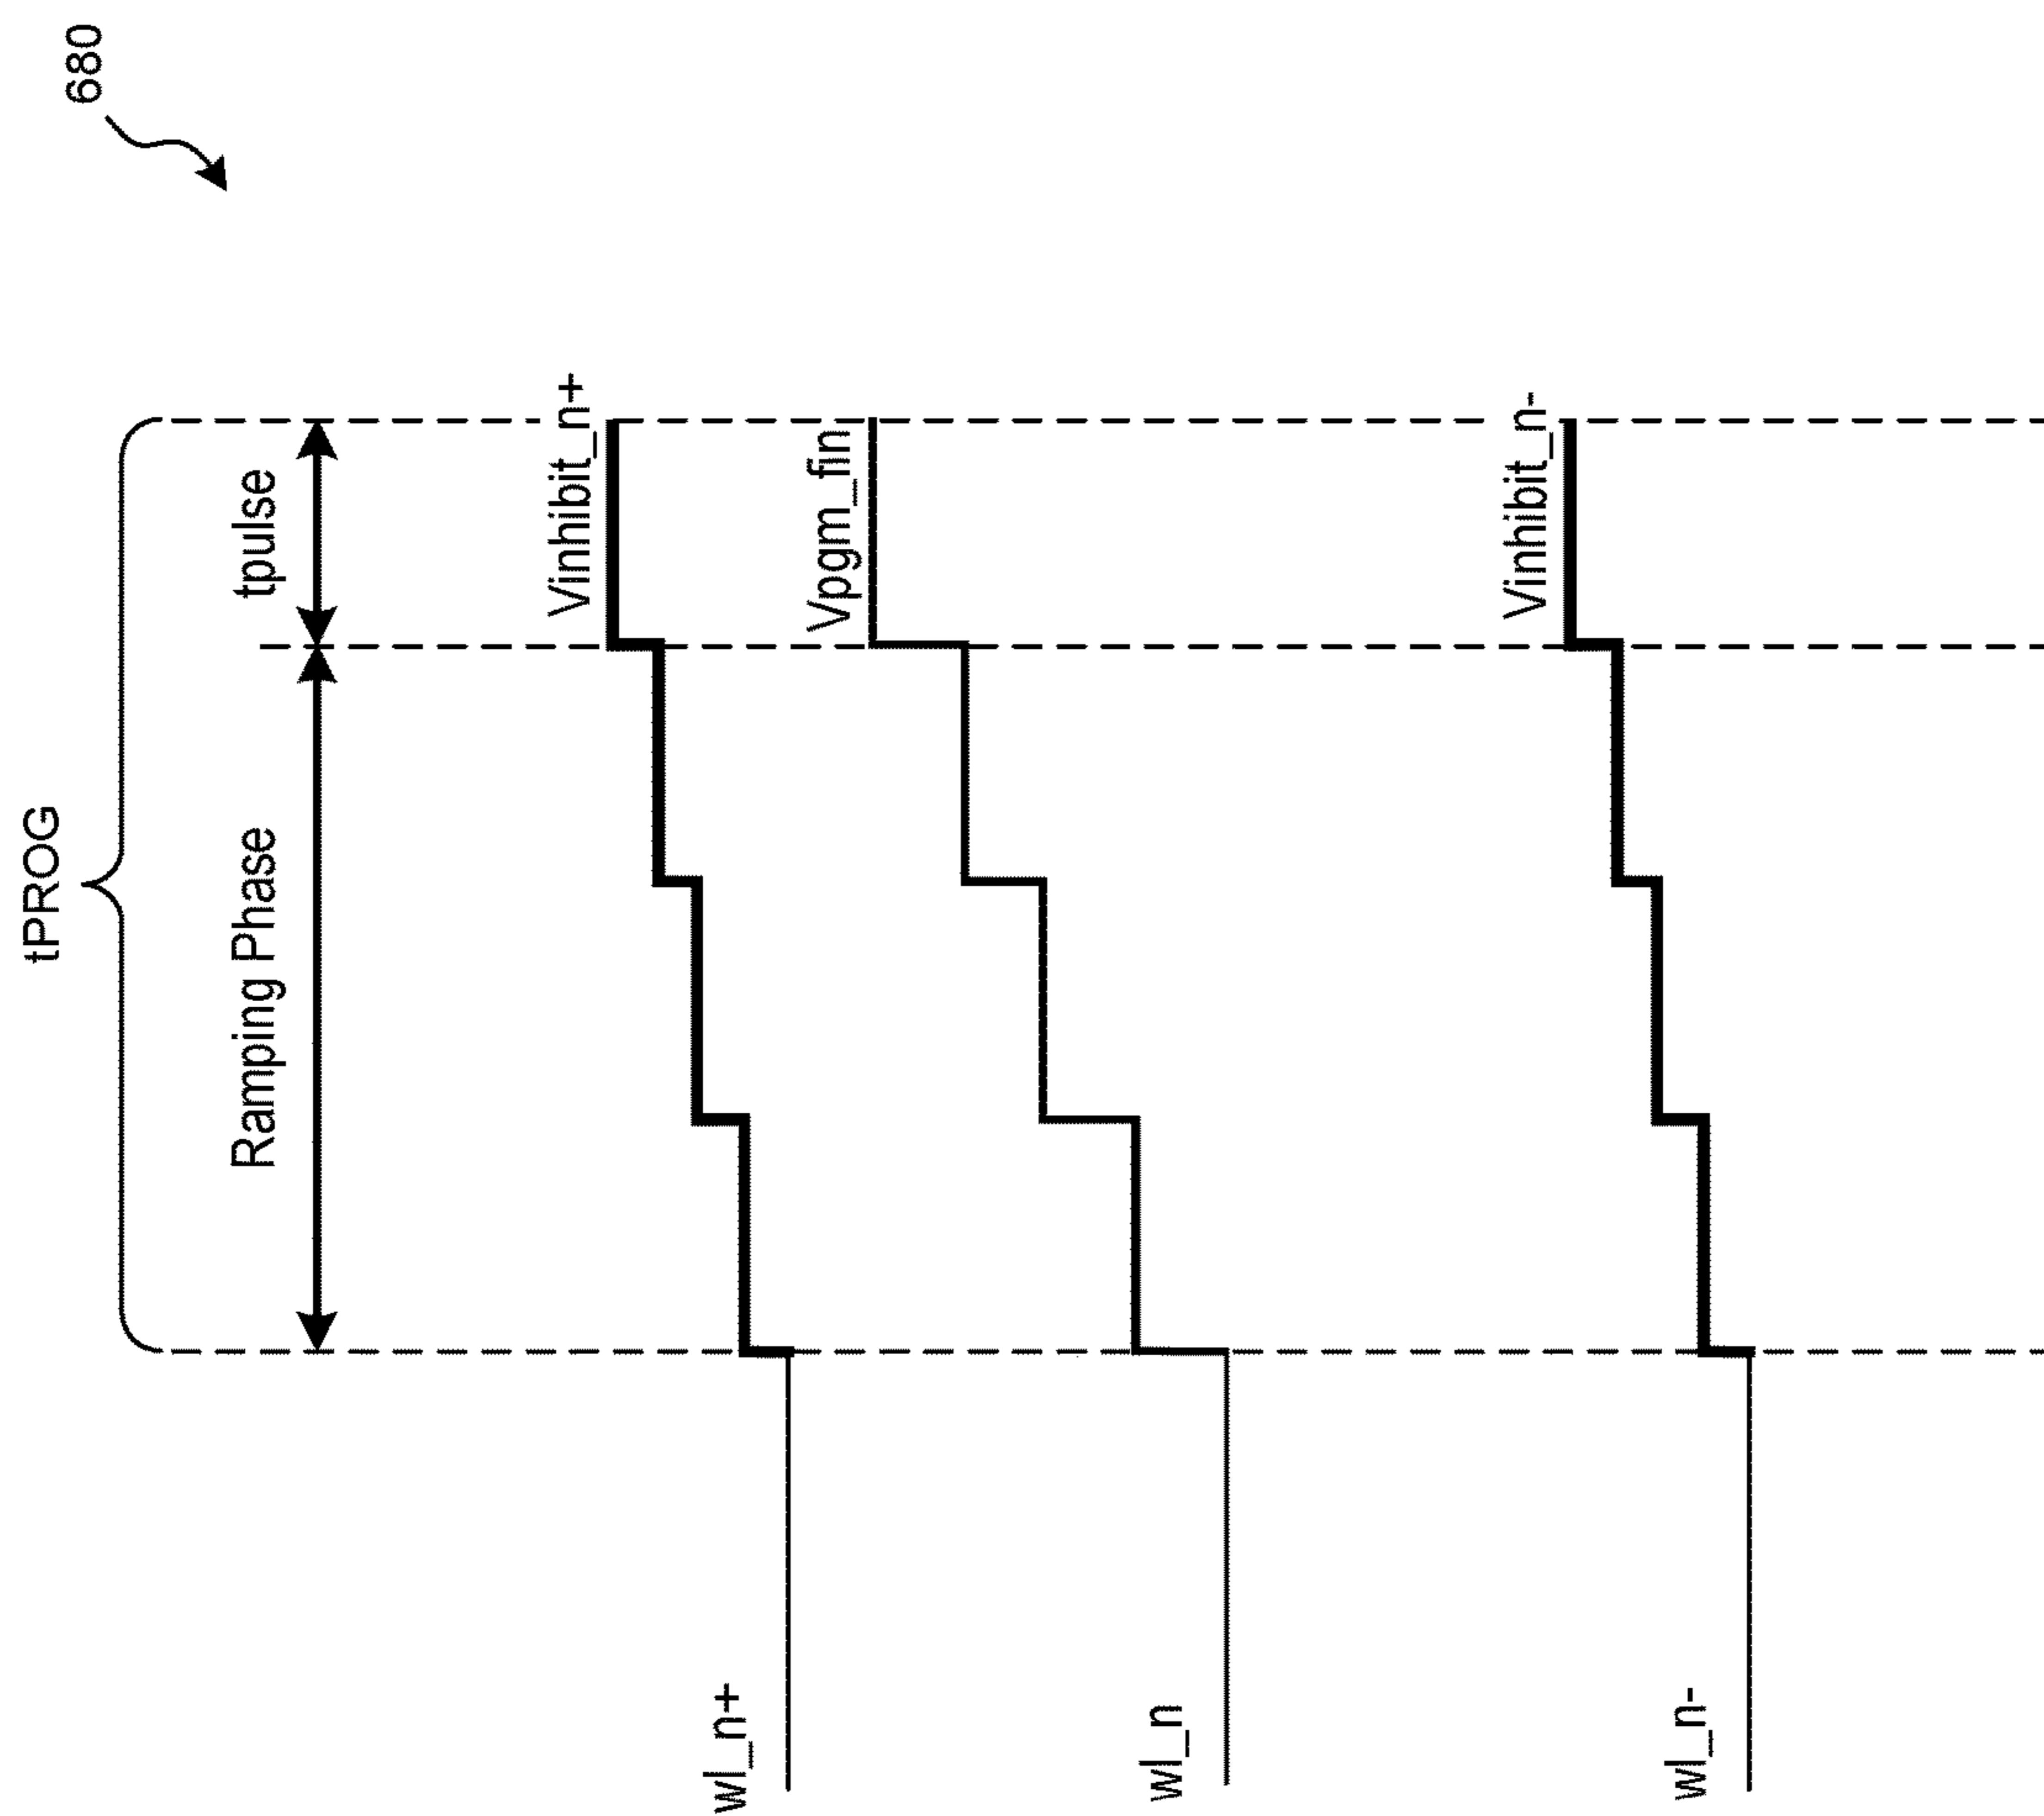 680
tPROG
Ramping Phase
tpulse
wl_n+
Vinhibit_n+
wl_n
Vpgm_fin
wl_n-
Vinhibit_n-